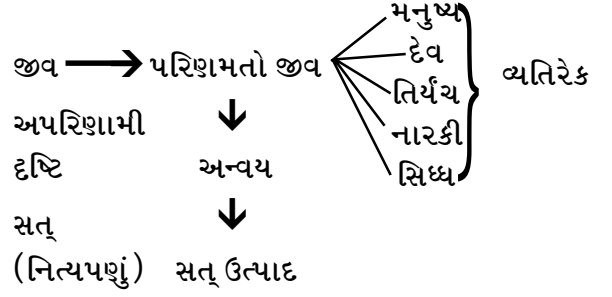 મનુષ્ય
દેવ
જીવ પરિણમતો જીવ તિર્યંચ વ્યતિરેક
અપરિણામી નારકી
દૃષ્ટિ અન્વય સિધ્ધ
સત્
(નિત્યપણું) સત્ ઉત્પાદ